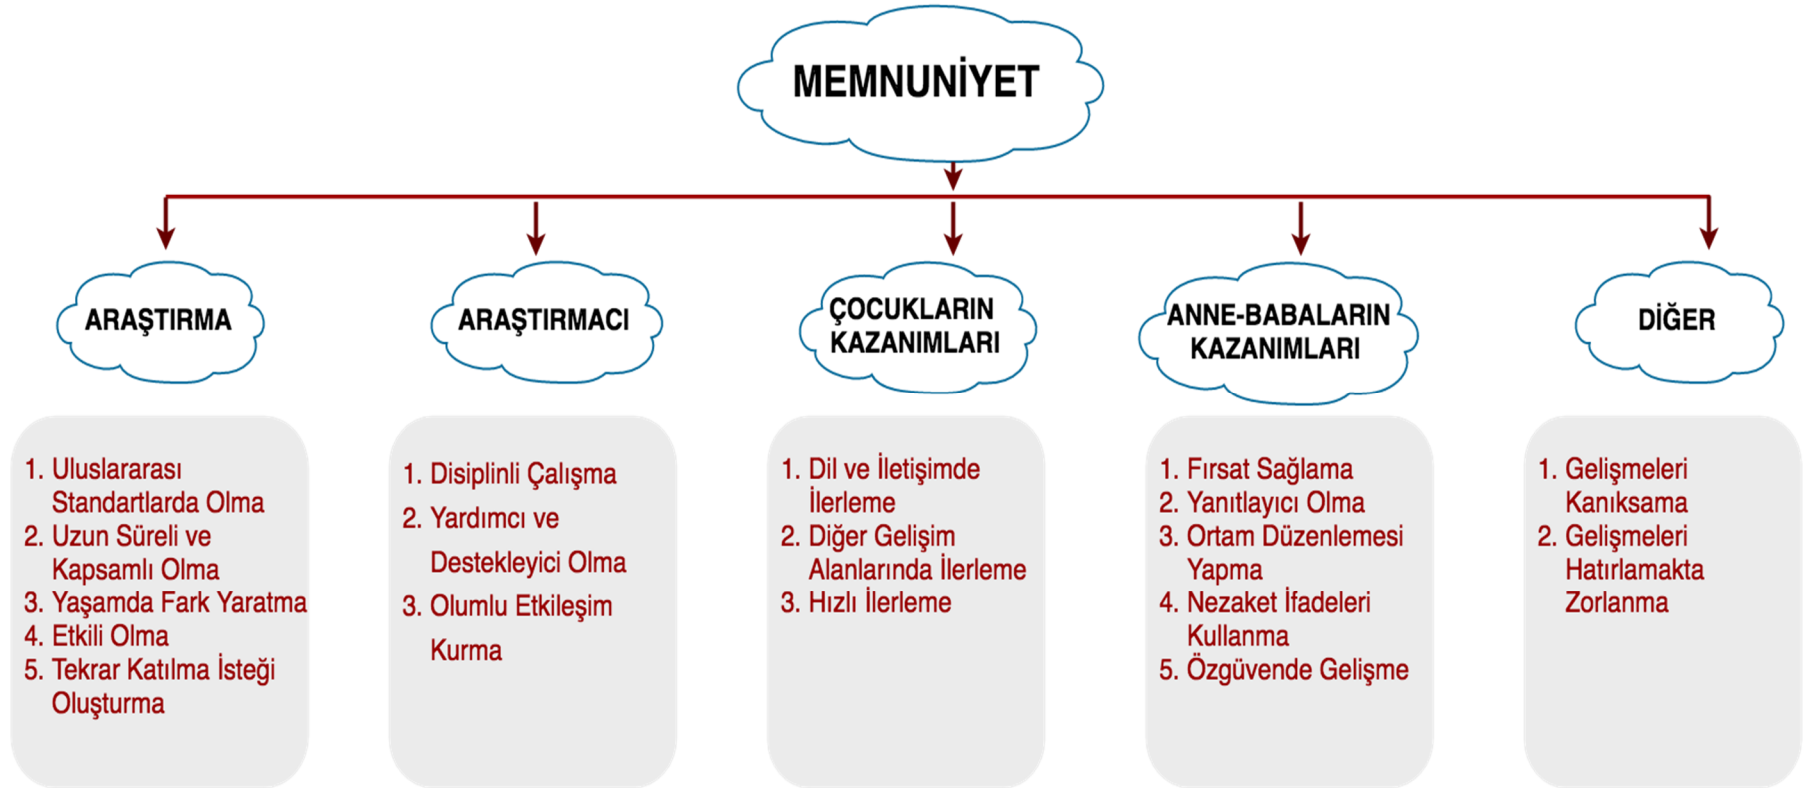 MEMNUNİYET
ARAŞTIRMA
1. Uluslararası
Standartlarda Olma
2. Uzun Süreli ve
Kapsamlı Olma
3. Yaşamda Fark Yaratma
4. Etkili Olma
5. Tekrar Katılma İsteği
Oluşturma
ARAŞTIRMACI
1. Disiplinli Çalışma
2. Yardımcı ve
Destekleyici Olma
3. Olumlu Etkileşim
Kurma
ÇOCUKLARIN
KAZANIMLARI
1. Dil ve İletişimde
İlerleme
2. Diğer Gelişim
Alanlarında İlerleme
3. Hızlı İlerleme
ANNE-BABALARIN
KAZANIMLARI
1. Fırsat Sağlama
2. Yanıtlayıcı Olma
3. Ortam Düzenlemesi
Yapma
4. Nezaket İfadeleri
Kullanma
5. Özgüvende Gelişme
DİĞER
1. Gelişmeleri
Kanıksama
2. Gelişmeleri
Hatırlamakta
Zorlanma